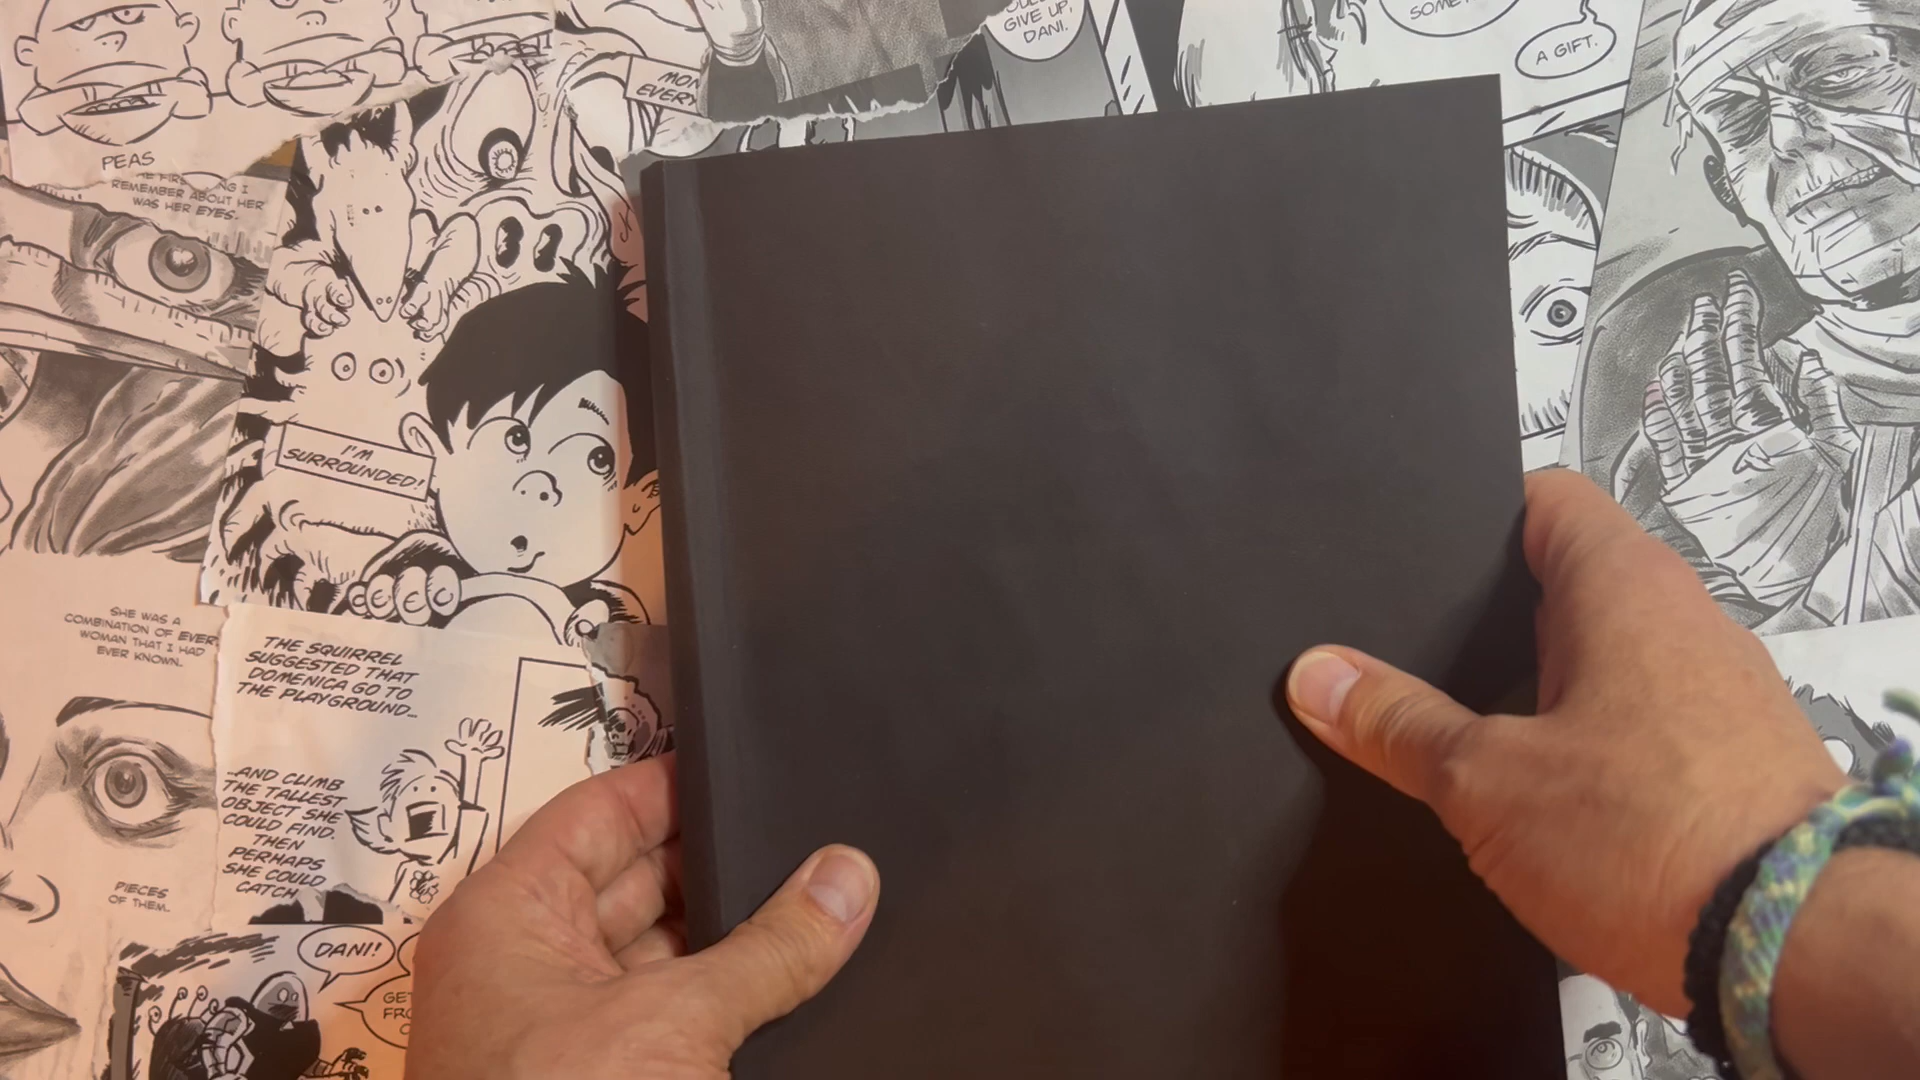 GIVE UP,
DANI.
A GIFT.
EVERY
PEAS
REMEMBER ABOUT HER
WAS HER EYES.
I'M
SURROUNDED!
SHE WAS A
COMBINATION OF EVERY
WOMAN THAT I HAD
EVER KNOWN.
THE SQUIRREL
SUGGESTED THAT
DOMENICA GO TO
THE PLAYGROUND...
...AND CLIMB
THE TALLEST
OBJECT SHE
COULD FIND.
THEN
PERHAPS
SHE COULD
CATCH
PIECES
OF THEM.
DANI!